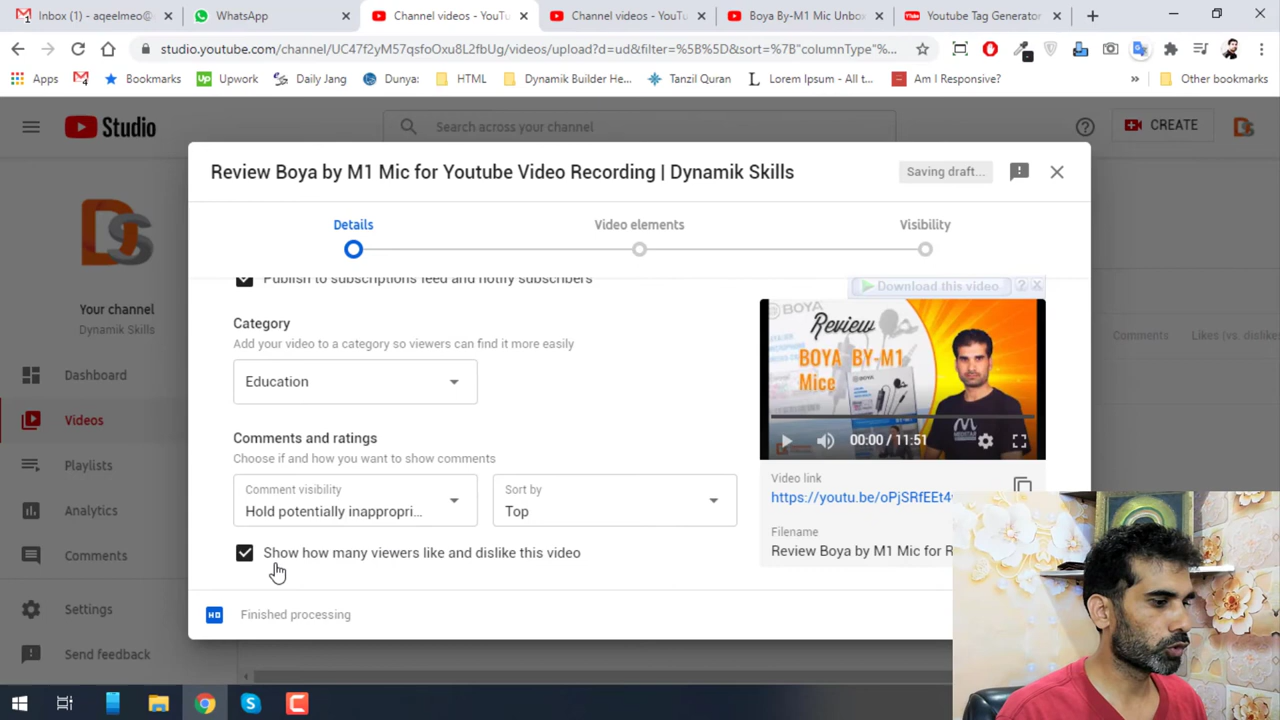 Inbox (1) - aqeelmeo@
WhatsApp
Channel videos - YouTu
Channel videos - YouTu
Boya By-M1 Mic Unbo
Youtube Tag Generator
studio.youtube.com/channel/UC47f2yM57qsfoOxu8L2fbUg/videos/upload?d=ud&filter=%5B%5D&sort=%7B"columnType"%...
Apps
Bookmarks
Upwork
Daily Jang
Dunya:
HTML
Dynamik Builder He...
Tanzil Quran
Lorem Ipsum - All t...
Am I Responsive?
»
Other bookmarks
Studio
Search across your channel
CREATE
Review Boya by M1 Mic for Youtube Video Recording | Dynamik Skills
Saving draft...
Details
Video elements
Visibility
Your channel
Dynamik Skills
Dashboard
Videos
Playlists
Analytics
Comments
Settings
Send feedback
Publish to subscriptions feed and notify subscribers
Category
Add your video to a category so viewers can find it more easily
Education
Comments and ratings
Choose if and how you want to show comments
Comment visibility
Hold potentially inappropri...
Sort by
Top
Show how many viewers like and dislike this video
HD
Finished processing
Download this video
BOYA
Review
BOYA BY-M1
Mice
00:00 / 11:51
Video link
https://youtu.be/oPjSRfEEt4
Filename
Review Boya by M1 Mic for R
Comments
Likes (vs. dislike